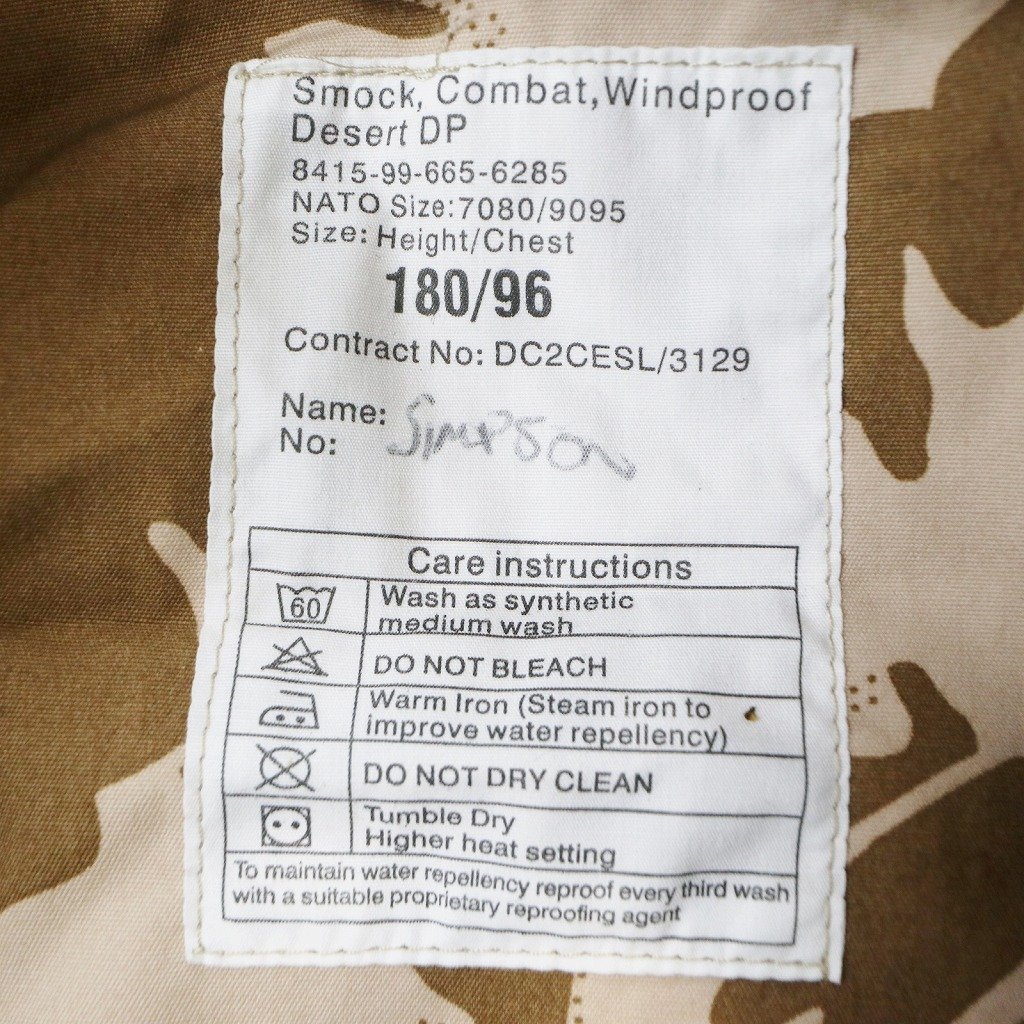 Smock, Combat, Windproof
Desert DP
8415-99-665-6285
NATO Size:7080/9095
Size: Height/Chest
180/96
Contract No: DC2CESL/3129
Name: Simpson
No:
Care instructions
60
Wash as synthetic
medium wash
DO NOT BLEACH
Warm Iron (Steam iron to
improve water repellency)
DO NOT DRY CLEAN
Tumble Dry
Higher heat setting
To maintain water repellency reproof every third wash
with a suitable proprietary reproofing agent